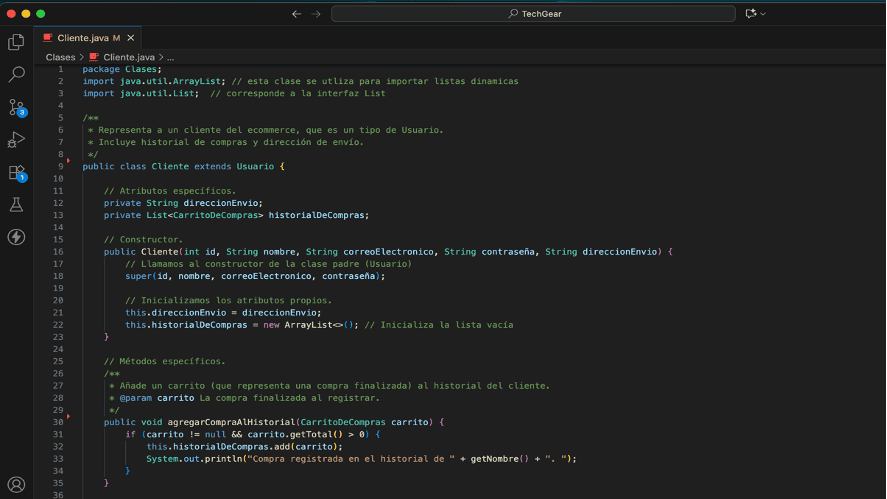 TechGear
Cliente.java M
Clases > Cliente.java > ...
1 package Clases;
2 import java.util.ArrayList; // esta clase se utliza para importar listas dinamicas
3 import java.util.List;  // corresponde a la interfaz List
4
5 /**
6  * Representa a un cliente del ecommerce, que es un tipo de Usuario.
7  * Incluye historial de compras y dirección de envío.
8  */
9 public class Cliente extends Usuario {
10
11     // Atributos específicos.
12     private String direccionEnvio;
13     private List<CarritoDeCompras> historialDeCompras;
14
15     // Constructor.
16     public Cliente(int id, String nombre, String correoElectronico, String contraseña, String direccionEnvio) {
17         // Llamamos al constructor de la clase padre (Usuario)
18         super(id, nombre, correoElectronico, contraseña);
19
20         // Inicializamos los atributos propios.
21         this.direccionEnvio = direccionEnvio;
22         this.historialDeCompras = new ArrayList<>(); // Inicializa la lista vacía
23     }
24
25     // Métodos específicos.
26     /**
27      * Añade un carrito (que representa una compra finalizada) al historial del cliente.
28      * @param carrito La compra finalizada al registrar.
29      */
30     public void agregarCompraAlHistorial(CarritoDeCompras carrito) {
31         if (carrito != null && carrito.getTotal() > 0) {
32             this.historialDeCompras.add(carrito);
33             System.out.println("Compra registrada en el historial de " + getNombre() + ". ");
34         }
35     }
36
3
1